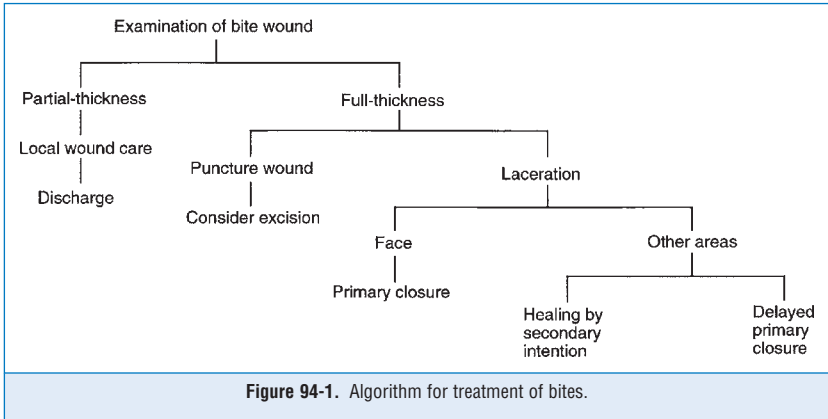 Examination of bite wound
Partial-thickness
Full-thickness
Local wound care
Puncture wound
Laceration
Discharge
Consider excision
Face
Other areas
Primary closure
Healing by
secondary
intention
Delayed
primary
closure
Figure 94-1. Algorithm for treatment of bites.